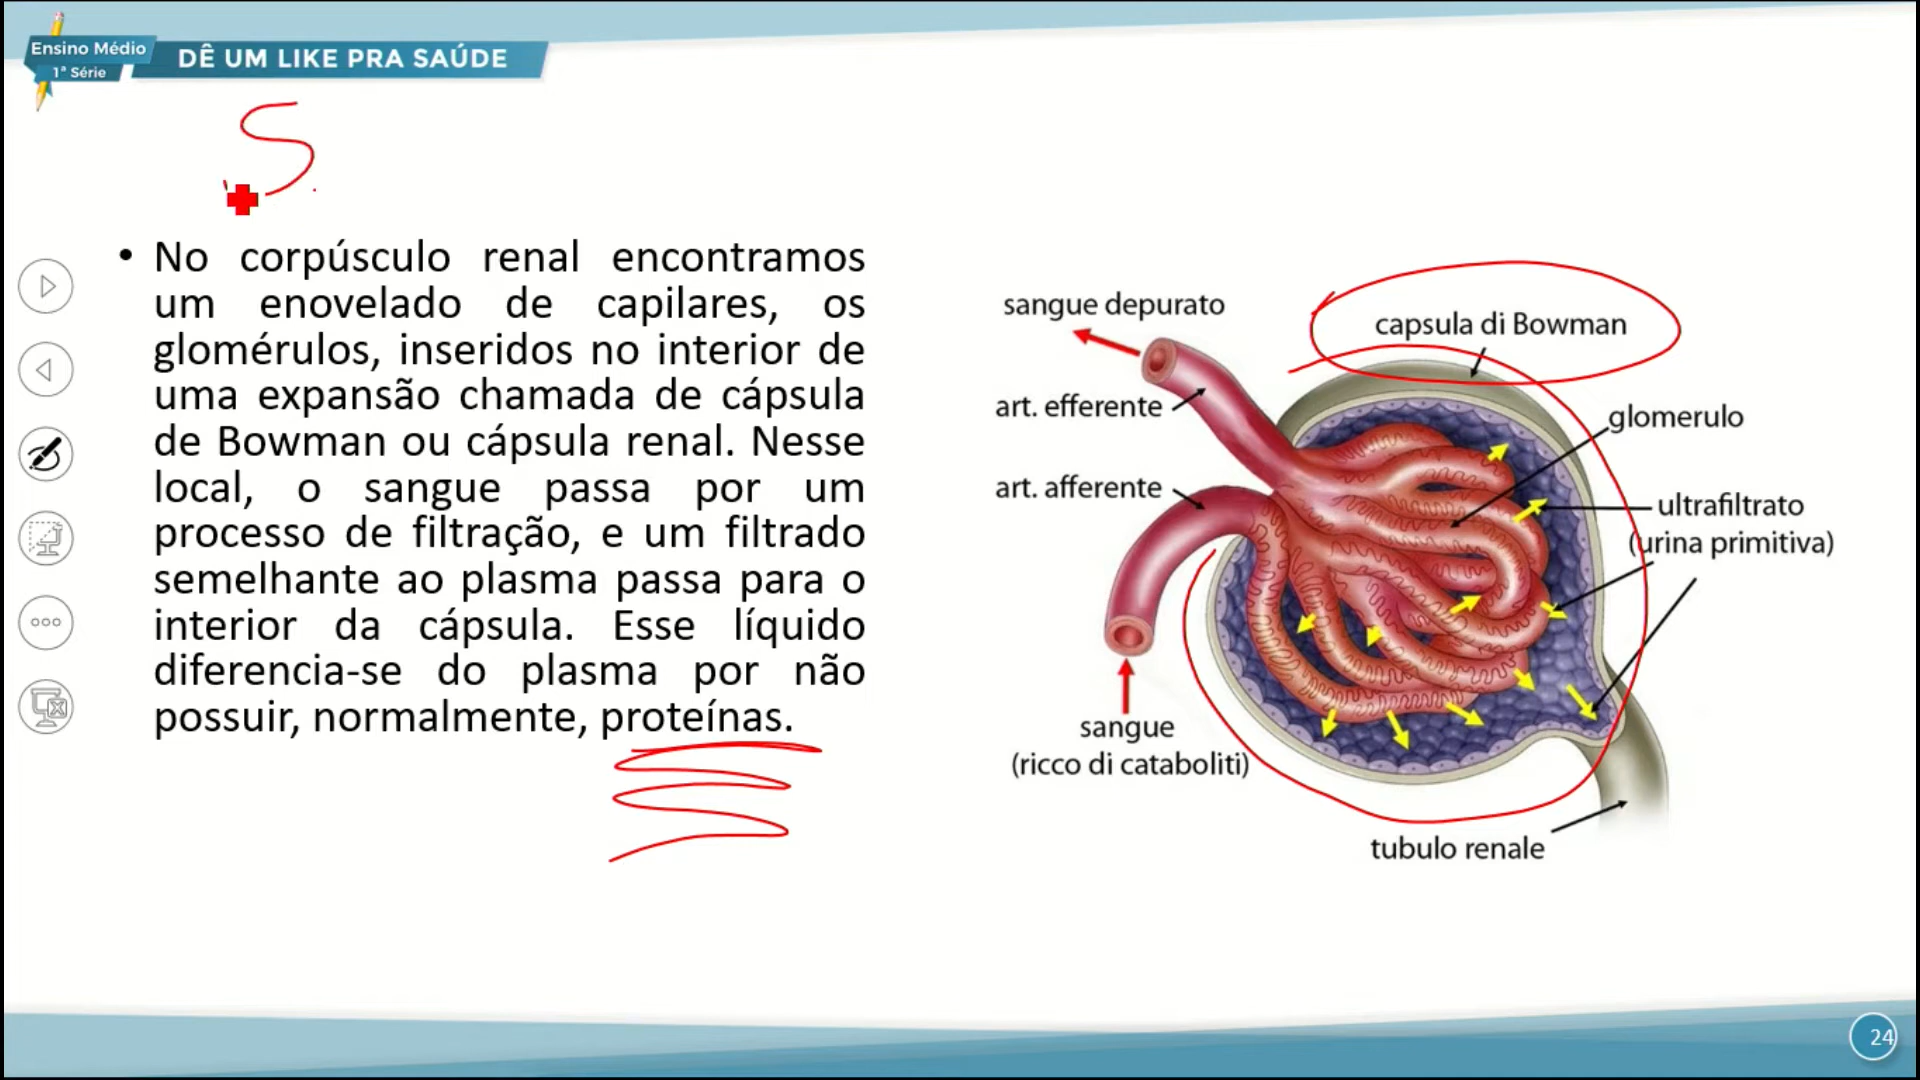 Ensino Médio
1ª Série
DÊ UM LIKE PRA SAÚDE
S
• No corpúsculo renal encontramos
um enovelado de capilares, os
glomérulos, inseridos no interior de
uma expansão chamada de cápsula
de Bowman ou cápsula renal. Nesse
local, o sangue passa por um
processo de filtração, e um filtrado
semelhante ao plasma passa para o
interior da cápsula. Esse líquido
diferencia-se do plasma por não
possuir, normalmente, proteínas.
sangue depurato
capsula di Bowman
art. efferente
glomerulo
art. afferente
ultrafiltrato
(urina primitiva)
sangue
(ricco di cataboliti)
tubulo renale
24